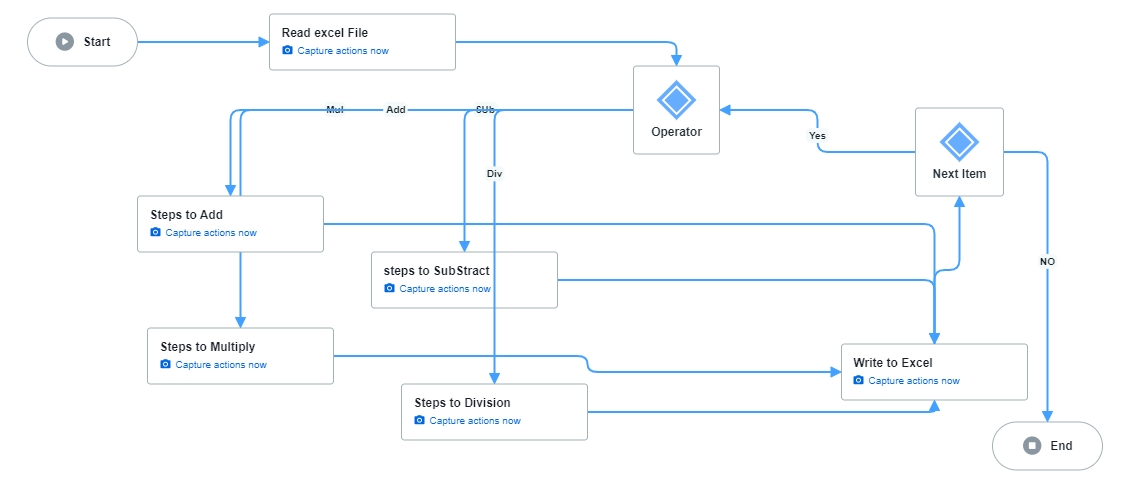 Start
Read excel File
Capture actions now
Operator
Mul
Add
SUb
Div
Yes
Next Item
NO
Steps to Add
Capture actions now
steps to SubStract
Capture actions now
Steps to Multiply
Capture actions now
Steps to Division
Capture actions now
Write to Excel
Capture actions now
End